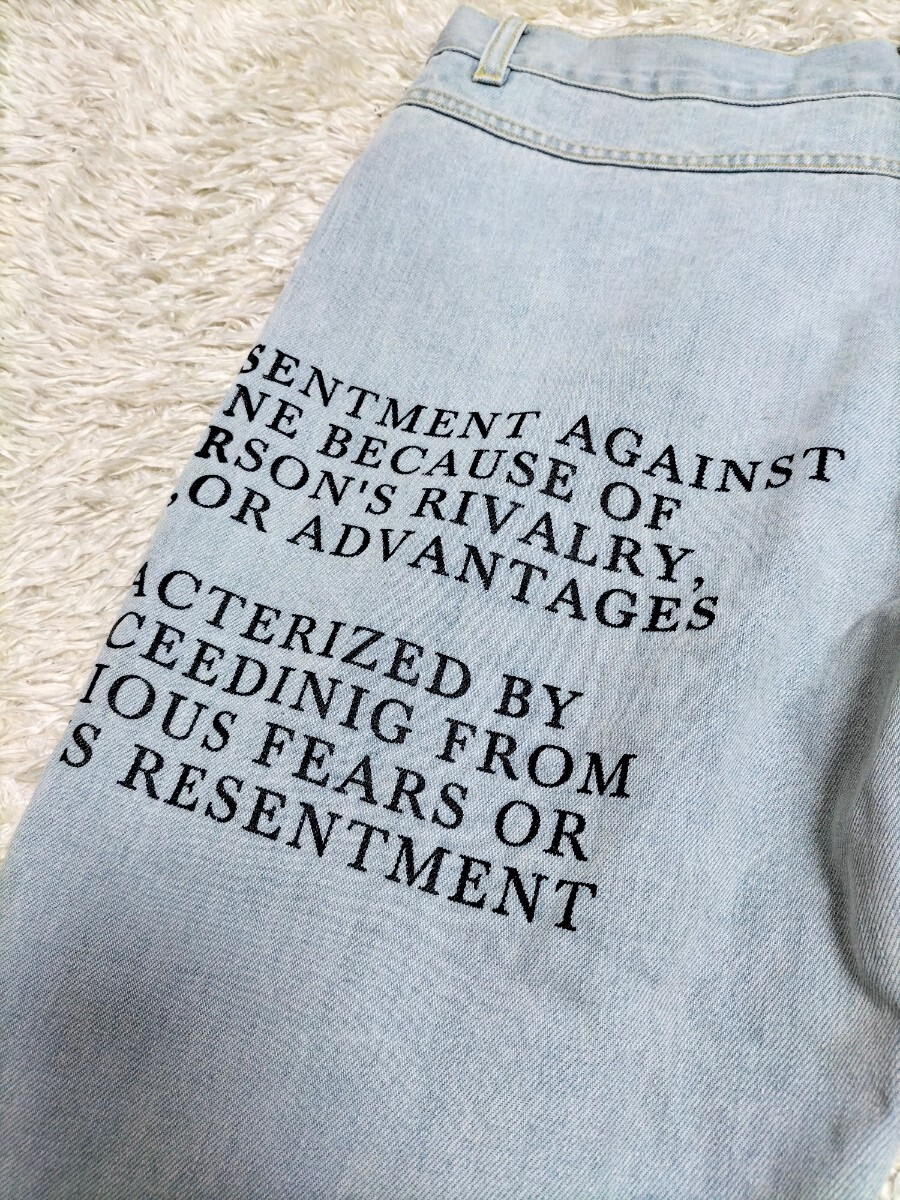 SENTMENT AGAINST
NE BECAUSE OF
RSON'S RIVALRY,
,OR ADVANTAGES
ACTERIZED BY
CEEDINIG FROM
IOUS FEARS OR
S RESENTMENT